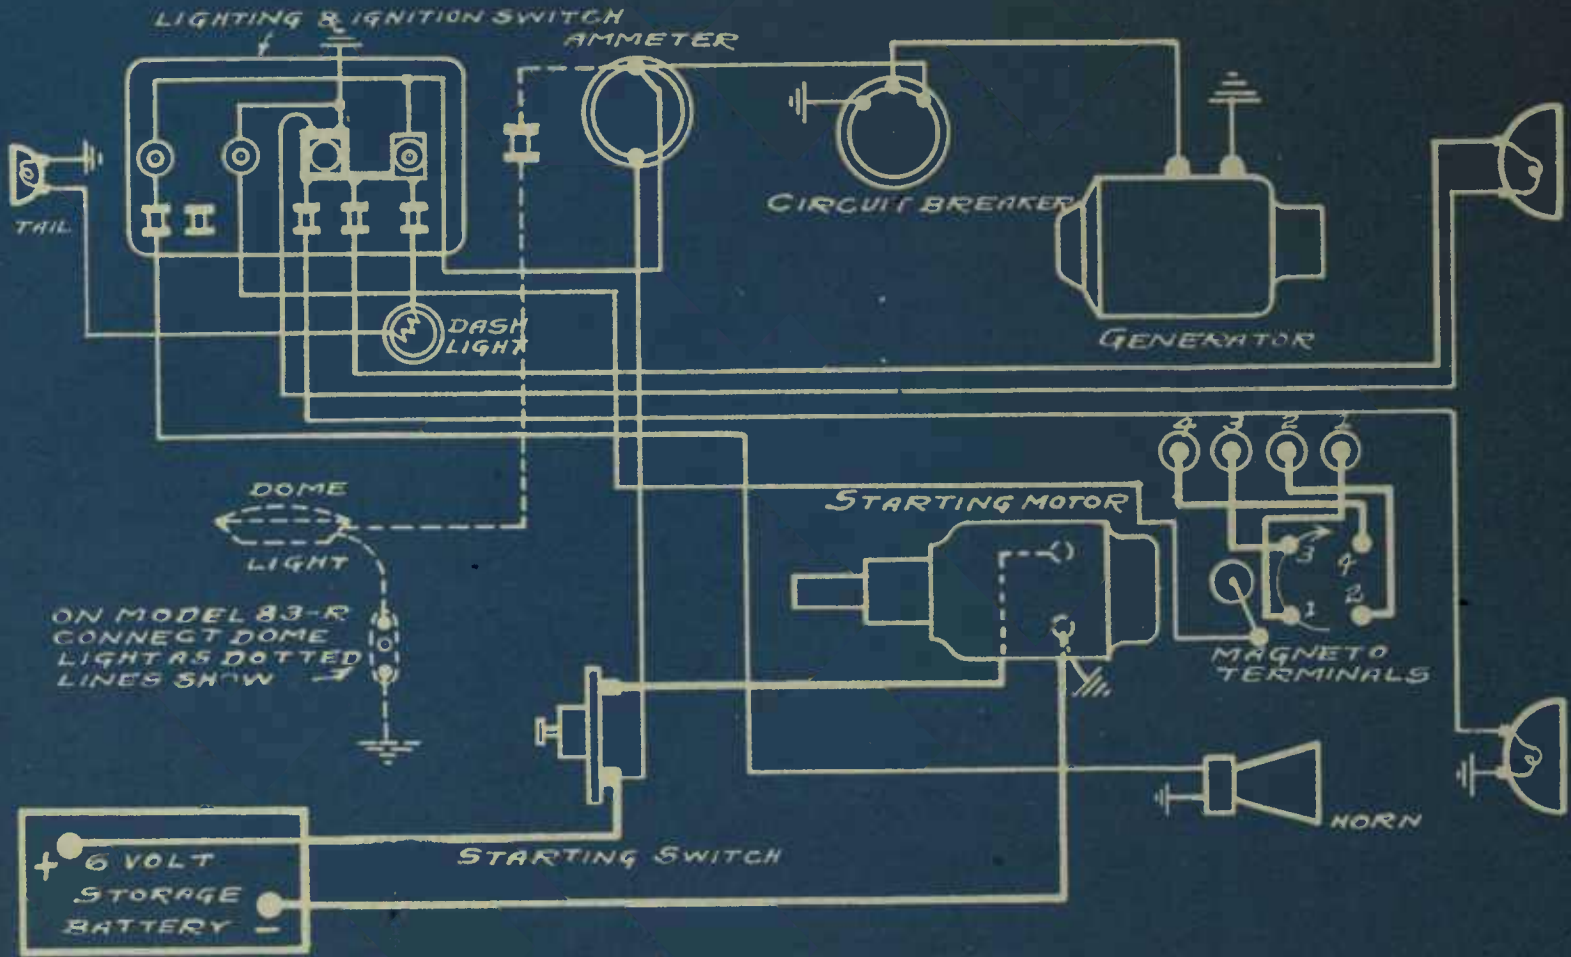 LIGHTING & IGNITION SWITCH
AMMETER
TAIL
CIRCUIT BREAKER
DASH
LIGHT
GENERATOR
4 3 2 1
DOME
LIGHT
STARTING MOTOR
3 4
1 2
ON MODEL 83-R
CONNECT DOME
LIGHT AS DOTTED
LINES SHOW
MAGNETO
TERMINALS
HORN
STARTING SWITCH
+ 6 VOLT
STORAGE
BATTERY -